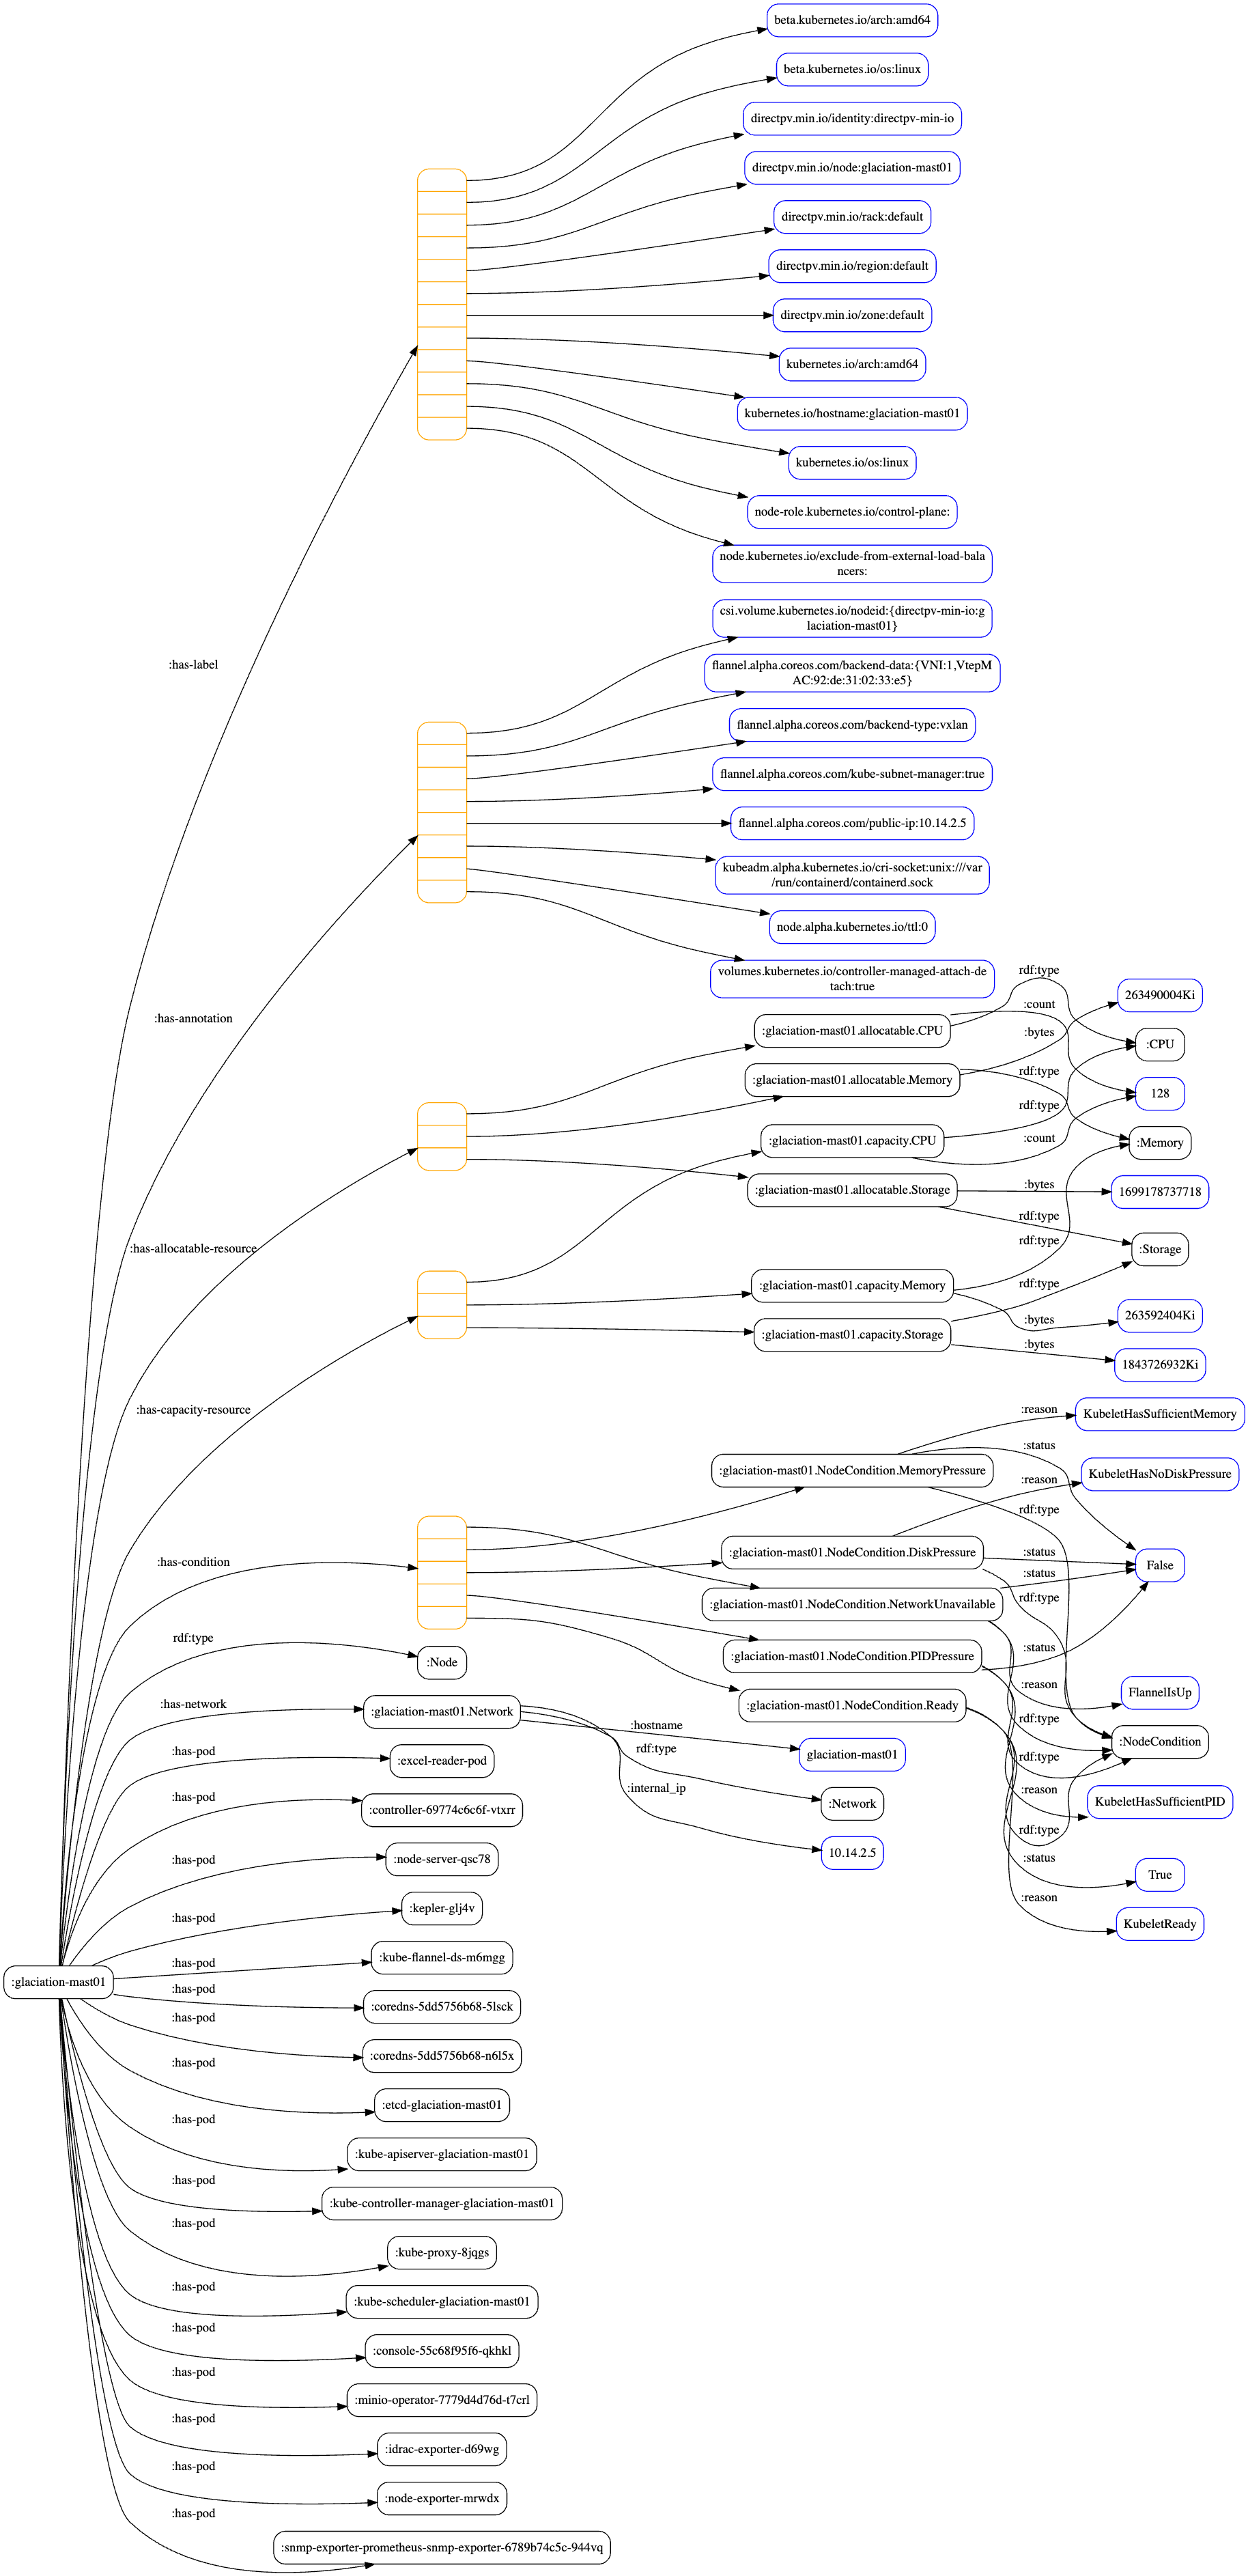 beta.kubernetes.io/arch:amd64
beta.kubernetes.io/os:linux
directpv.min.io/identity:directpv-min-io
directpv.min.io/node:glaciation-mast01
directpv.min.io/rack:default
directpv.min.io/region:default
directpv.min.io/zone:default
kubernetes.io/arch:amd64
kubernetes.io/hostname:glaciation-mast01
kubernetes.io/os:linux
node-role.kubernetes.io/control-plane:
node.kubernetes.io/exclude-from-external-load-bala
ncers:
csi.volume.kubernetes.io/nodeid:{directpv-min-io:g
laciation-mast01}
:has-label
flannel.alpha.coreos.com/backend-data:{VNI:1,VtepM
AC:92:de:31:02:33:e5}
flannel.alpha.coreos.com/backend-type:vxlan
flannel.alpha.coreos.com/kube-subnet-manager:true
flannel.alpha.coreos.com/public-ip:10.14.2.5
kubeadm.alpha.kubernetes.io/cri-socket:unix:///var
/run/containerd/containerd.sock
node.alpha.kubernetes.io/ttl:0
volumes.kubernetes.io/controller-managed-attach-de
tach:true
:has-annotation
rdf:type
263490004Ki
:count
:glaciation-mast01.allocatable.CPU
:bytes
:CPU
rdf:type
:glaciation-mast01.allocatable.Memory
128
rdf:type
:glaciation-mast01.capacity.CPU
:count
:Memory
:glaciation-mast01.allocatable.Storage
:bytes
1699178737718
rdf:type
:has-allocatable-resource
rdf:type
:Storage
:glaciation-mast01.capacity.Memory
rdf:type
263592404Ki
:bytes
:glaciation-mast01.capacity.Storage
:bytes
1843726932Ki
:has-capacity-resource
:reason
KubeletHasSufficientMemory
:status
:glaciation-mast01.NodeCondition.MemoryPressure
:reason
KubeletHasNoDiskPressure
rdf:type
:glaciation-mast01.NodeCondition.DiskPressure
:status
:has-condition
False
:status
rdf:type
:glaciation-mast01.NodeCondition.NetworkUnavailable
rdf:type
:status
:glaciation-mast01.NodeCondition.PIDPressure
:Node
:reason
FlannelIsUp
:has-network
:glaciation-mast01.NodeCondition.Ready
:glaciation-mast01.Network
rdf:type
:hostname
:NodeCondition
rdf:type
glaciation-mast01
rdf:type
:has-pod
:excel-reader-pod
:internal_ip
:reason
:has-pod
:Network
KubeletHasSufficientPID
:controller-69774c6c6f-vtxrr
rdf:type
10.14.2.5
:status
:has-pod
:node-server-qsc78
True
:reason
:kepler-glj4v
:has-pod
KubeletReady
:has-pod
:kube-flannel-ds-m6mgg
:glaciation-mast01
:has-pod
:coredns-5dd5756b68-5lsck
:has-pod
:coredns-5dd5756b68-n6l5x
:has-pod
:etcd-glaciation-mast01
:has-pod
:kube-apiserver-glaciation-mast01
:has-pod
:kube-controller-manager-glaciation-mast01
:has-pod
:kube-proxy-8jqgs
:has-pod
:kube-scheduler-glaciation-mast01
:has-pod
:console-55c68f95f6-qkhkl
:has-pod
:minio-operator-7779d4d76d-t7crl
:has-pod
:idrac-exporter-d69wg
:has-pod
:node-exporter-mrwdx
:has-pod
:snmp-exporter-prometheus-snmp-exporter-6789b74c5c-944vq